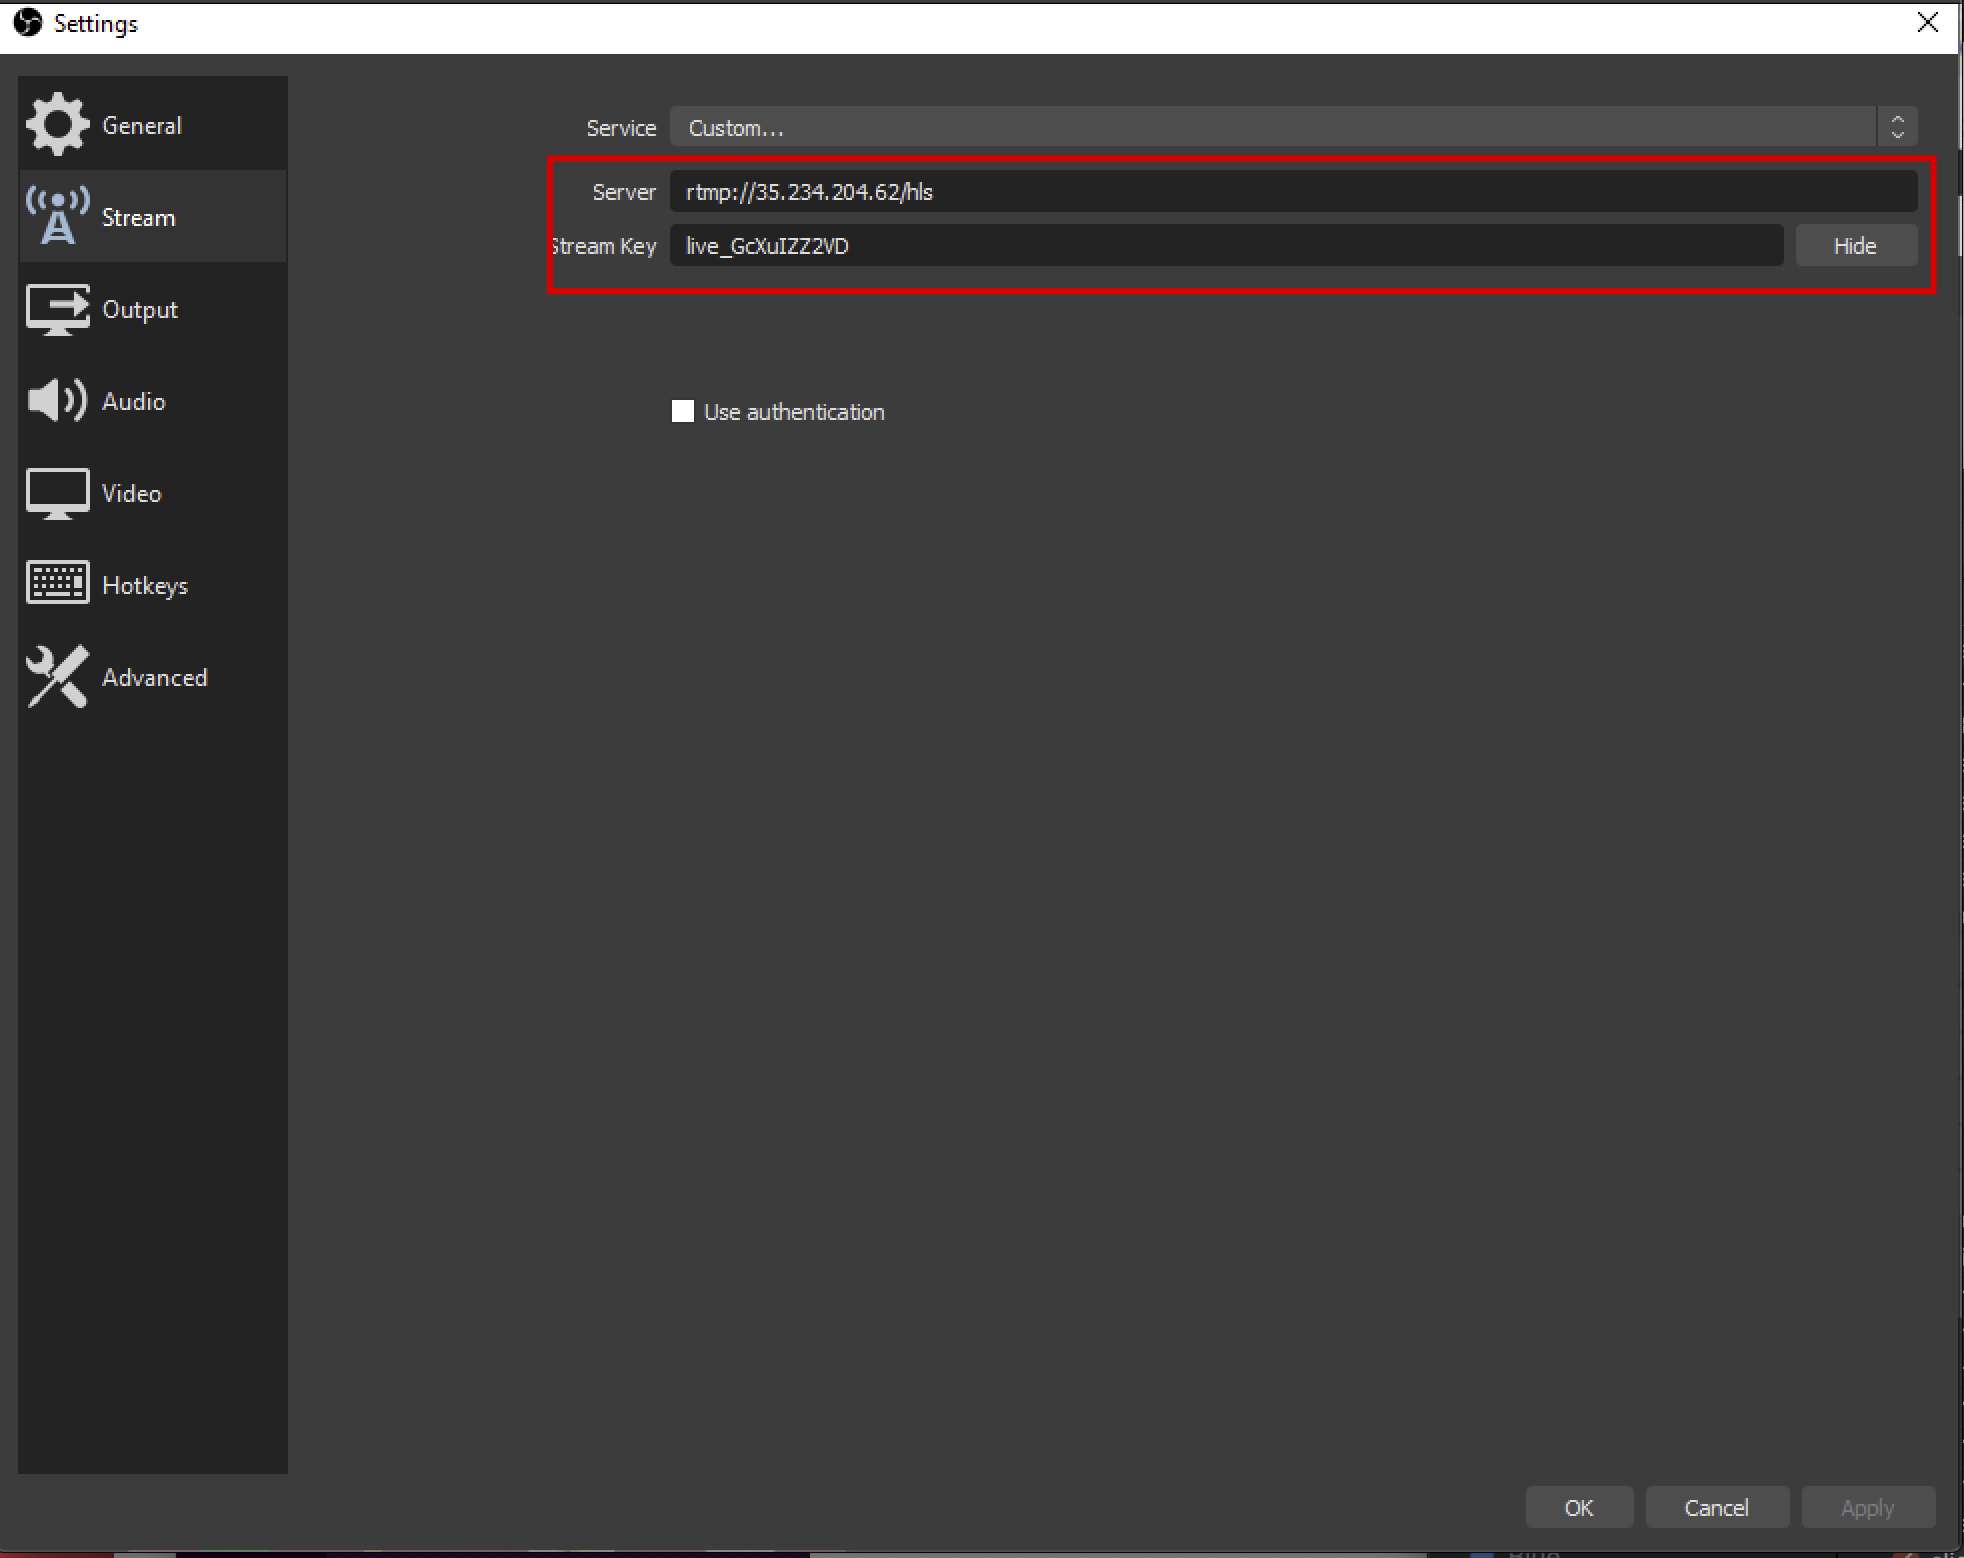 Settings
General
Stream
Output
Audio
Video
Hotkeys
Advanced
Service Custom...
Server rtmp://35.234.204.62/hls
Stream Key live_GcXuIZZ2VD Hide
Use authentication
OK Cancel Apply